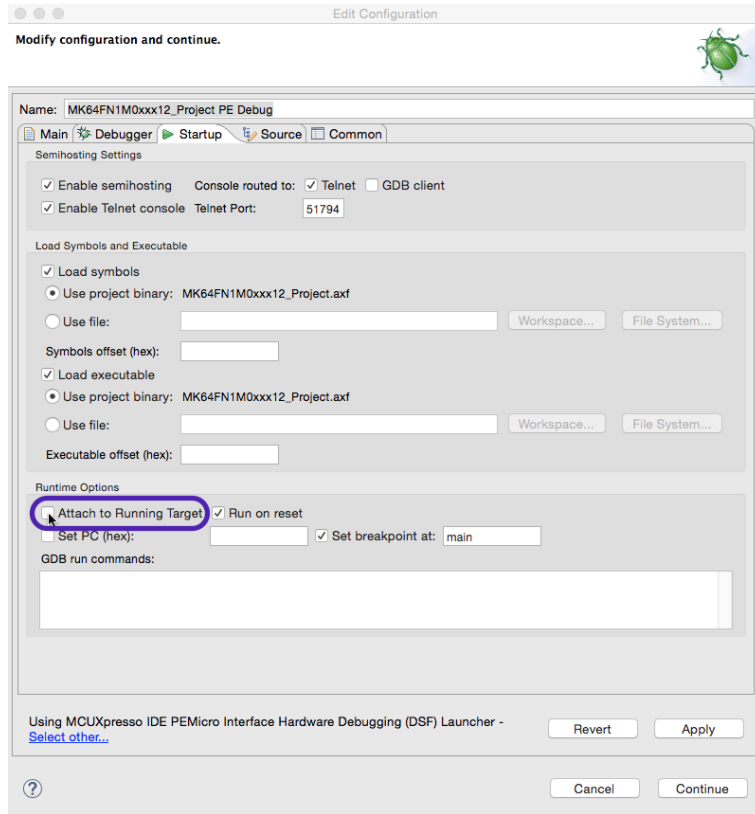 Edit Configuration
Modify configuration and continue.
Name: MK64FN1M0xxx12_Project PE Debug
Main Debugger Startup Source Common
Semihosting Settings
Enable semihosting Console routed to: Telnet GDB client
Enable Telnet console Telnet Port: 51794
Load Symbols and Executable
Load symbols
Use project binary: MK64FN1M0xxx12_Project.axf
Use file: Workspace... File System...
Symbols offset (hex):
Load executable
Use project binary: MK64FN1M0xxx12_Project.axf
Use file: Workspace... File System...
Executable offset (hex):
Runtime Options
Attach to Running Target Run on reset
Set PC (hex): Set breakpoint at: main
GDB run commands:
Using MCUXpresso IDE PEMicro Interface Hardware Debugging (DSF) Launcher -
Select other... Revert Apply
? Cancel Continue